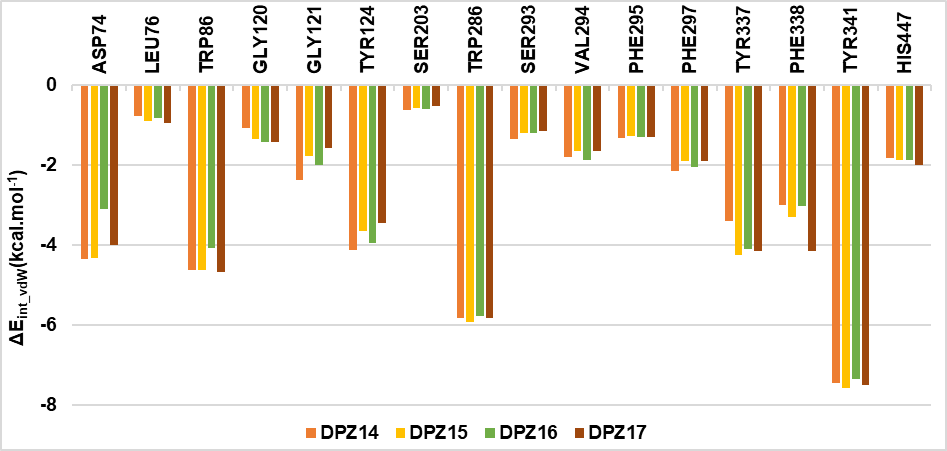 ASP74
LEU76
TRP86
GLY120
GLY121
TYR124
SER203
TRP286
SER293
VAL294
PHE295
PHE297
TYR337
PHE338
TYR341
HIS447
0
-2
-4
-6
-8
ΔEint_vdW(kcal.mol-1)
DPZ14 DPZ15 DPZ16 DPZ17